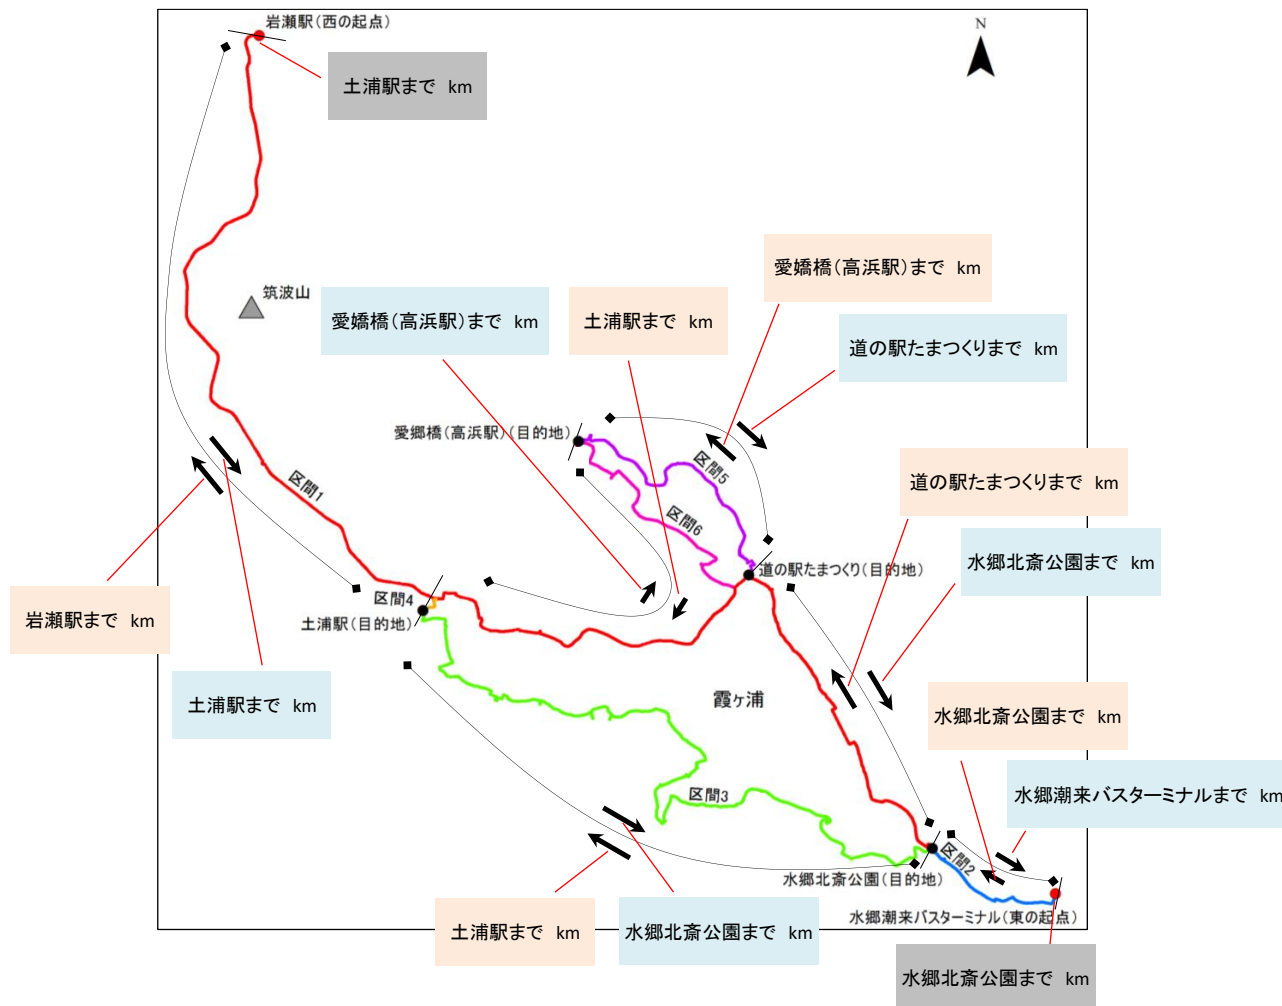 岩瀬駅(西の起点)
N
土浦駅まで km
愛嬌橋(高浜駅)まで km
筑波山
愛嬌橋(高浜駅)まで km
土浦駅まで km
道の駅たまつくりまで km
愛郷橋(高浜駅)(目的地)
区間5
道の駅たまつくりまで km
区間1
区間6
水郷北斎公園まで km
道の駅たまつくり(目的地)
区間4
岩瀬駅まで km
土浦駅(目的地)
土浦駅まで km
霞ヶ浦
水郷北斎公園まで km
区間3
水郷潮来バスターミナルまで km
区間2
水郷北斎公園(目的地)
水郷潮来バスターミナル(東の起点)
土浦駅まで km
水郷北斎公園まで km
水郷北斎公園まで km